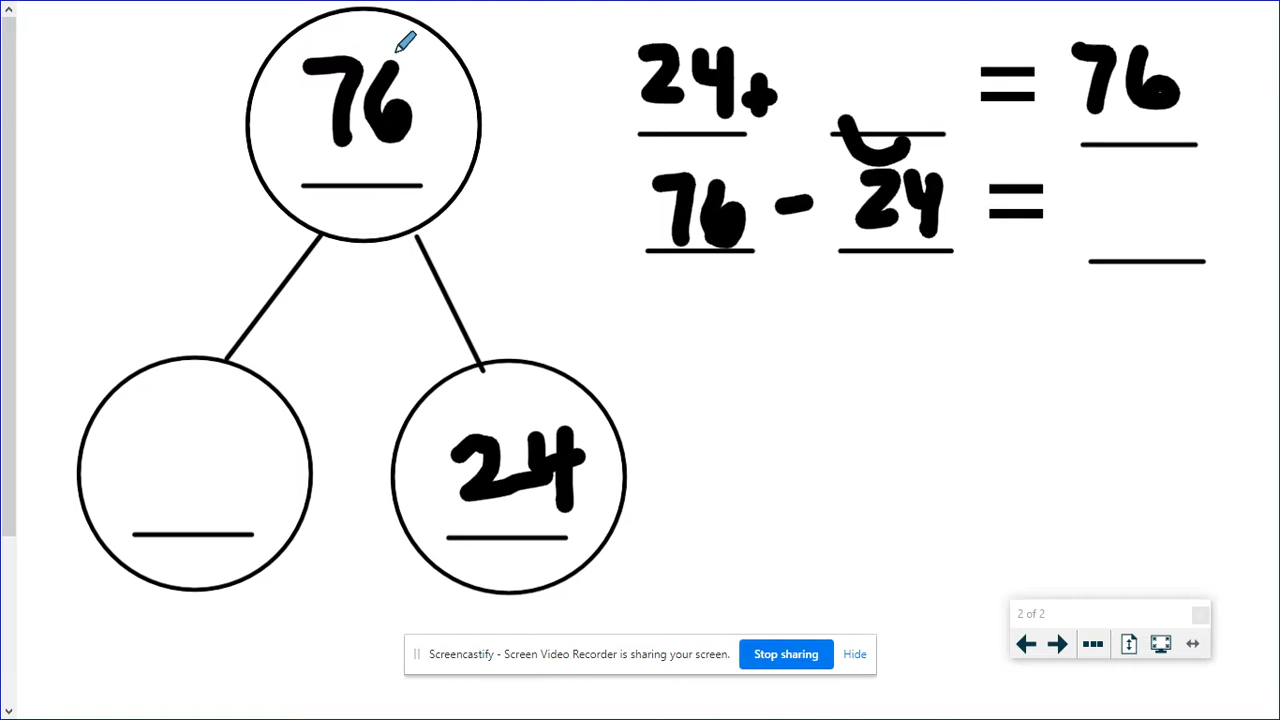 76
24+ = 76
76 - 24 =
24
2 of 2
Screencastify - Screen Video Recorder is sharing your screen. Stop sharing Hide